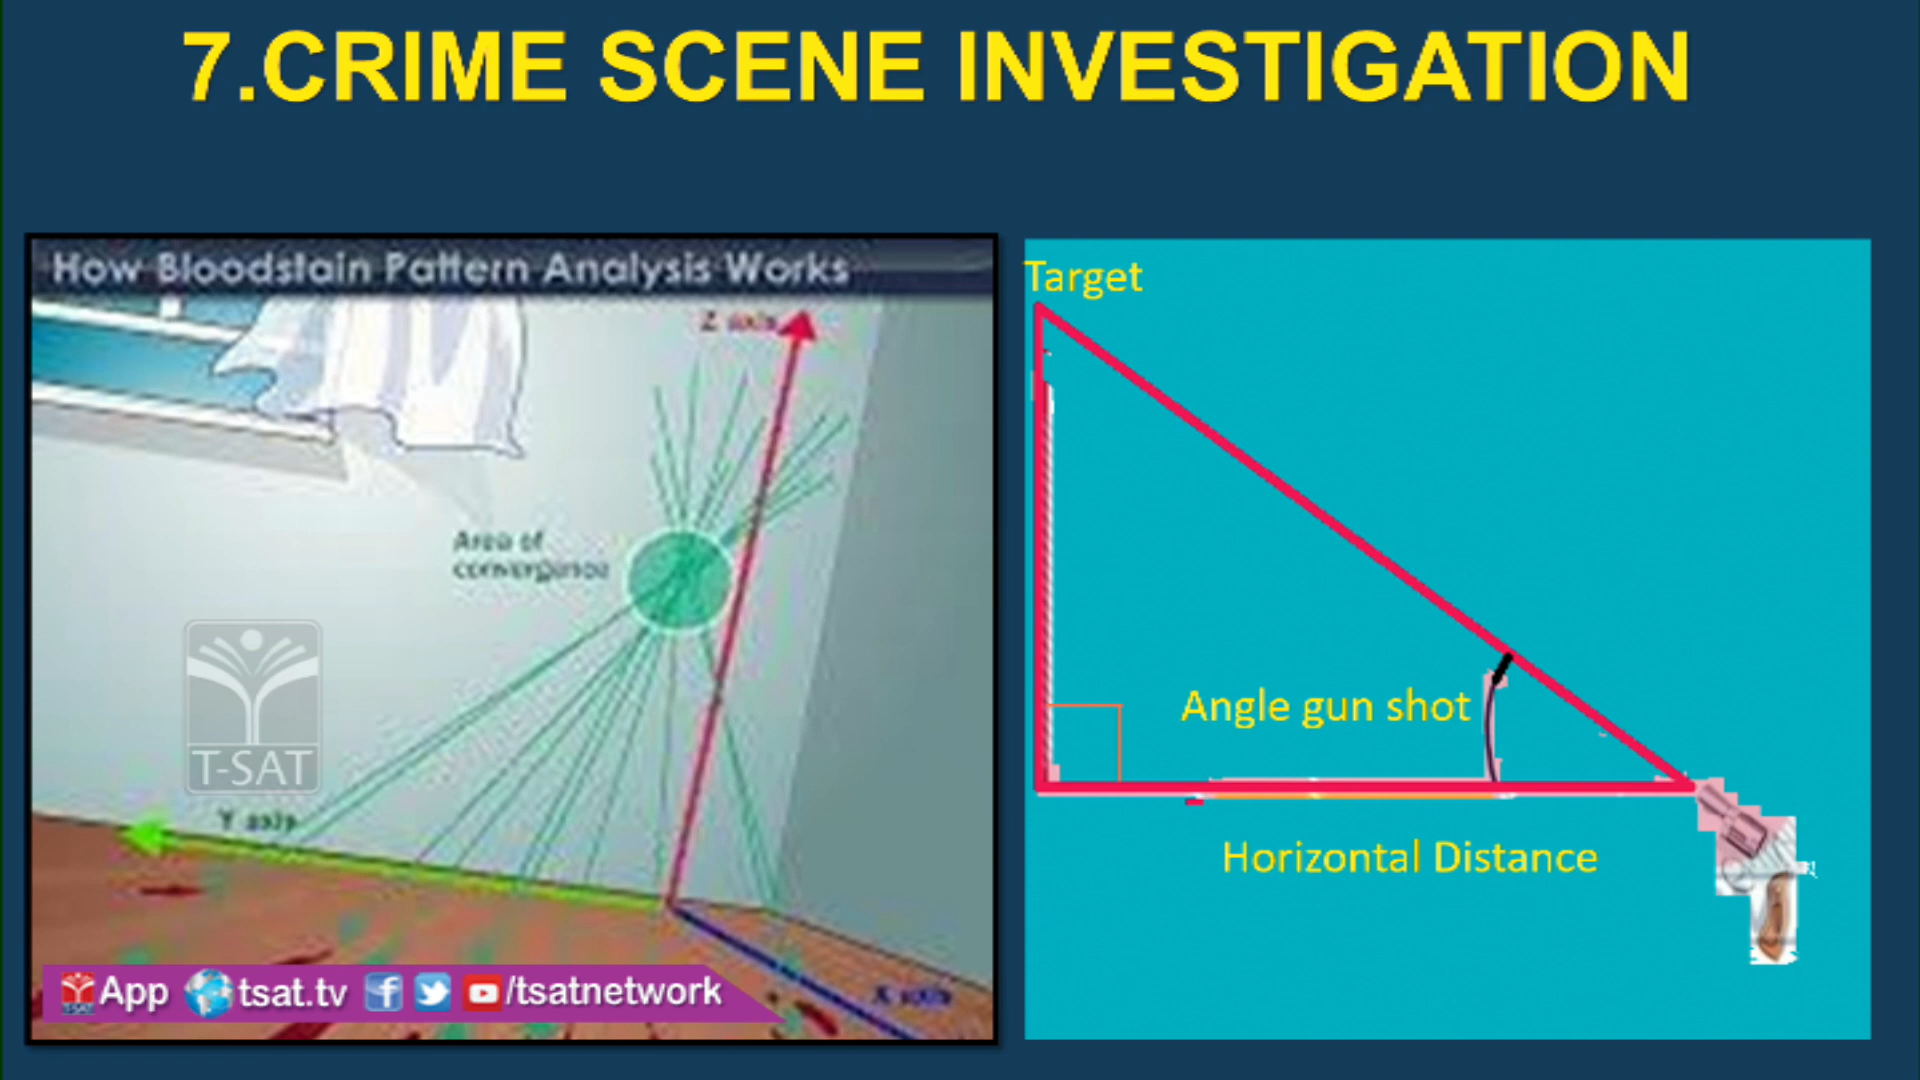 7.CRIME SCENE INVESTIGATION
How Bloodstain Pattern Analysis Works
Z axis
Area of
convergence
T-SAT
Y axis
X axis
App tsat.tv /tsatnetwork
Target
Angle gun shot
Horizontal Distance